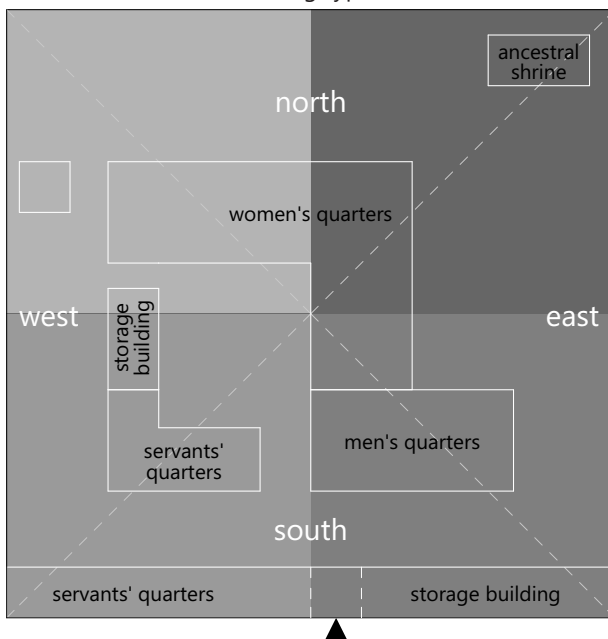 ancestral
shrine
north
women's quarters
west
storage
building
east
servants'
quarters
men's quarters
south
servants' quarters
storage building